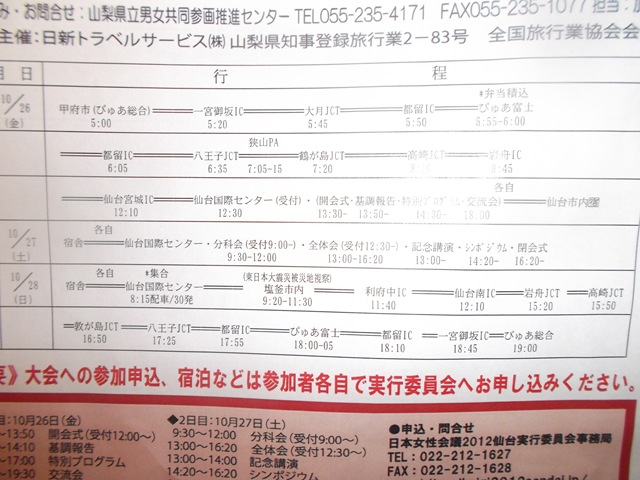 み・お問合せ：山梨県立男女共同参画推進センター TEL055-235-4171 FAX055-235-1077 担当：
主催：日新トラベルサービス㈱ 山梨県知事登録旅行業2－83号 全国旅行業協会会
月 日 行 程
*弁当積込
10/26 甲府市(ぴゅあ総合)════一宮御坂IC════大月JCT════都留IC════ぴゅあ富士
(金) 5:00 5:20 5:45 5:50 5:55-6:00
狭山PA
════都留IC════八王子JCT════鶴が島JCT════高崎JCT════岩舟JCT
6:05 6:35 7:05-15 7:20 8:45
各自
════仙台宮城IC════仙台国際センター(受付)・(開会式・基調報告・特別プログラム・交流会)════仙台市内
12:10 12:30 13:30- 13:50- 14:30- 18:00
10/27 各自 各自
宿舎══仙台国際センター・分科会(受付9:00-)・全体会(受付12:30-)・記念講演・シンポジウム・閉会式
(土) 9:30-12:00 13:00-16:20 13:00- 14:20- 16:20-
10/28 各自 *集合 (東日本大震災被災地視察)
宿舎══仙台国際センター════塩釜市内════利府中IC════仙台南IC════岩舟JCT════高崎JCT
(日) 8:15配車/30発 9:20-11:30 11:40 12:10 15:20 15:50
══敦が島JCT════八王子JCT════都留IC════ぴゅあ富士════都留IC════一宮御坂IC════ぴゅあ総合
16:50 17:25 17:55 18:00-05 18:10 18:45 19:00
》大会への参加申込、宿泊などは参加者各自で実行委員会へお申し込みください。
目：10月26日(金)
～13:50 開会式(受付12:00～)
～14:10 基調報告
～17:00 特別プログラム
～19:30 交流会
◆2日目：10月27日(土)
9:30～12:00 分科会(受付9:00～)
13:00～16:20 全体会(受付12:30～)
13:00～14:00 記念講演
14:20～16:20 シンポジウム
●申込・問合せ
日本女性会議2012仙台実行委員会事務局
TEL：022-212-1627
FAX：022-212-1628